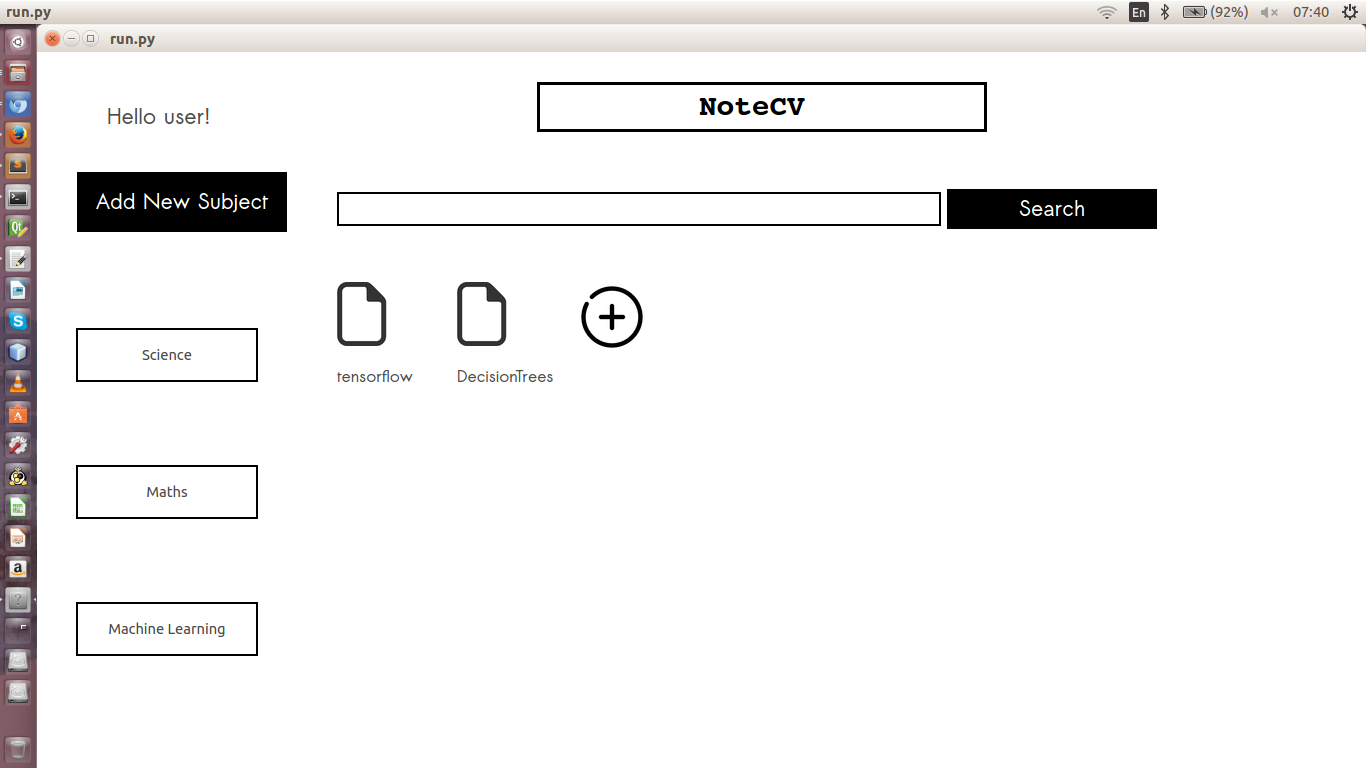 run.py
En
(92%)
07:40
run.py
NoteCV
Hello user!
Add New Subject
Search
tensorflow
DecisionTrees
Science
Maths
Machine Learning